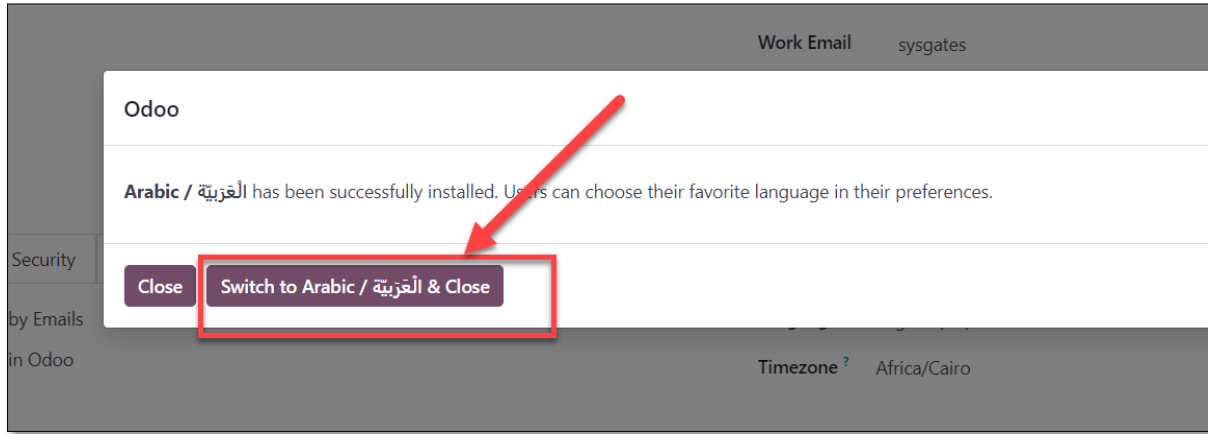 Work Email sysgates
Odoo
Arabic / الْعَرَبيّة has been successfully installed. Users can choose their favorite language in their preferences.
Security
Close
Switch to Arabic / الْعَرَبيّة & Close
by Emails
in Odoo
Timezone ? Africa/Cairo